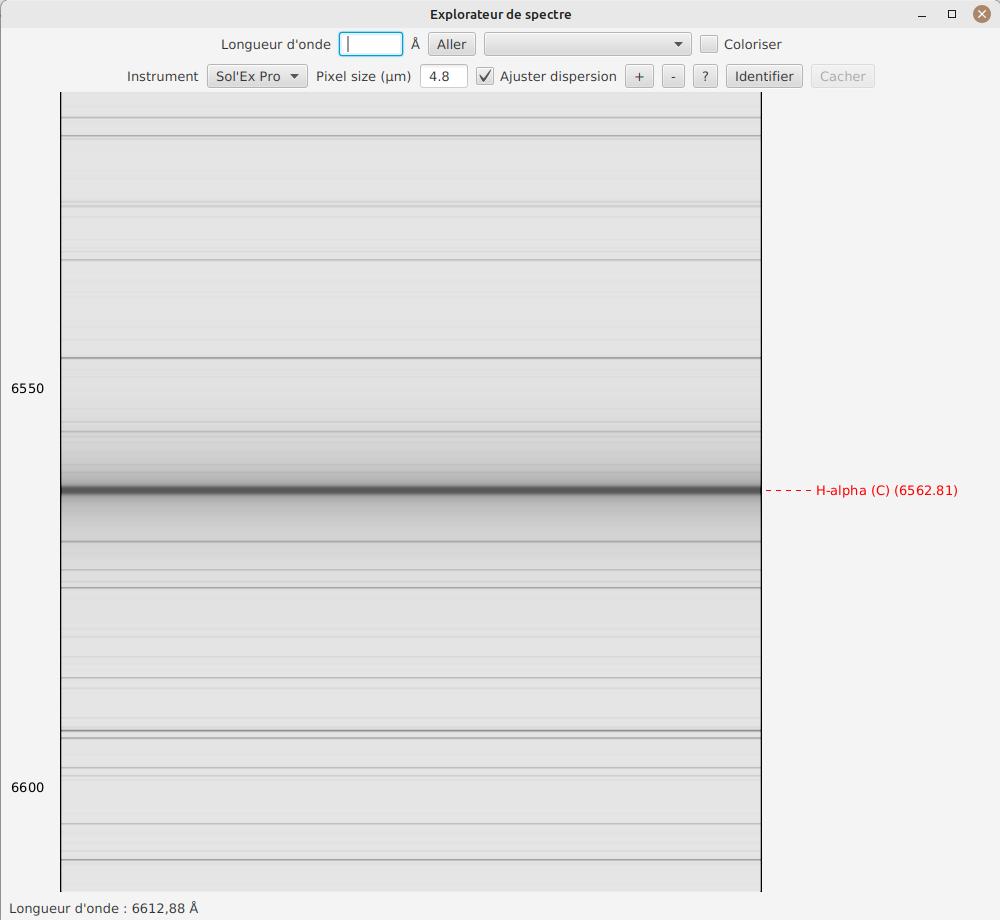 Explorateur de spectre
Longueur d'onde Å Aller Coloriser
Instrument Sol'Ex Pro Pixel size (µm) 4.8 Ajuster dispersion + - ? Identifier Cacher
6550
H-alpha (C) (6562.81)
6600
Longueur d'onde : 6612,88 Å